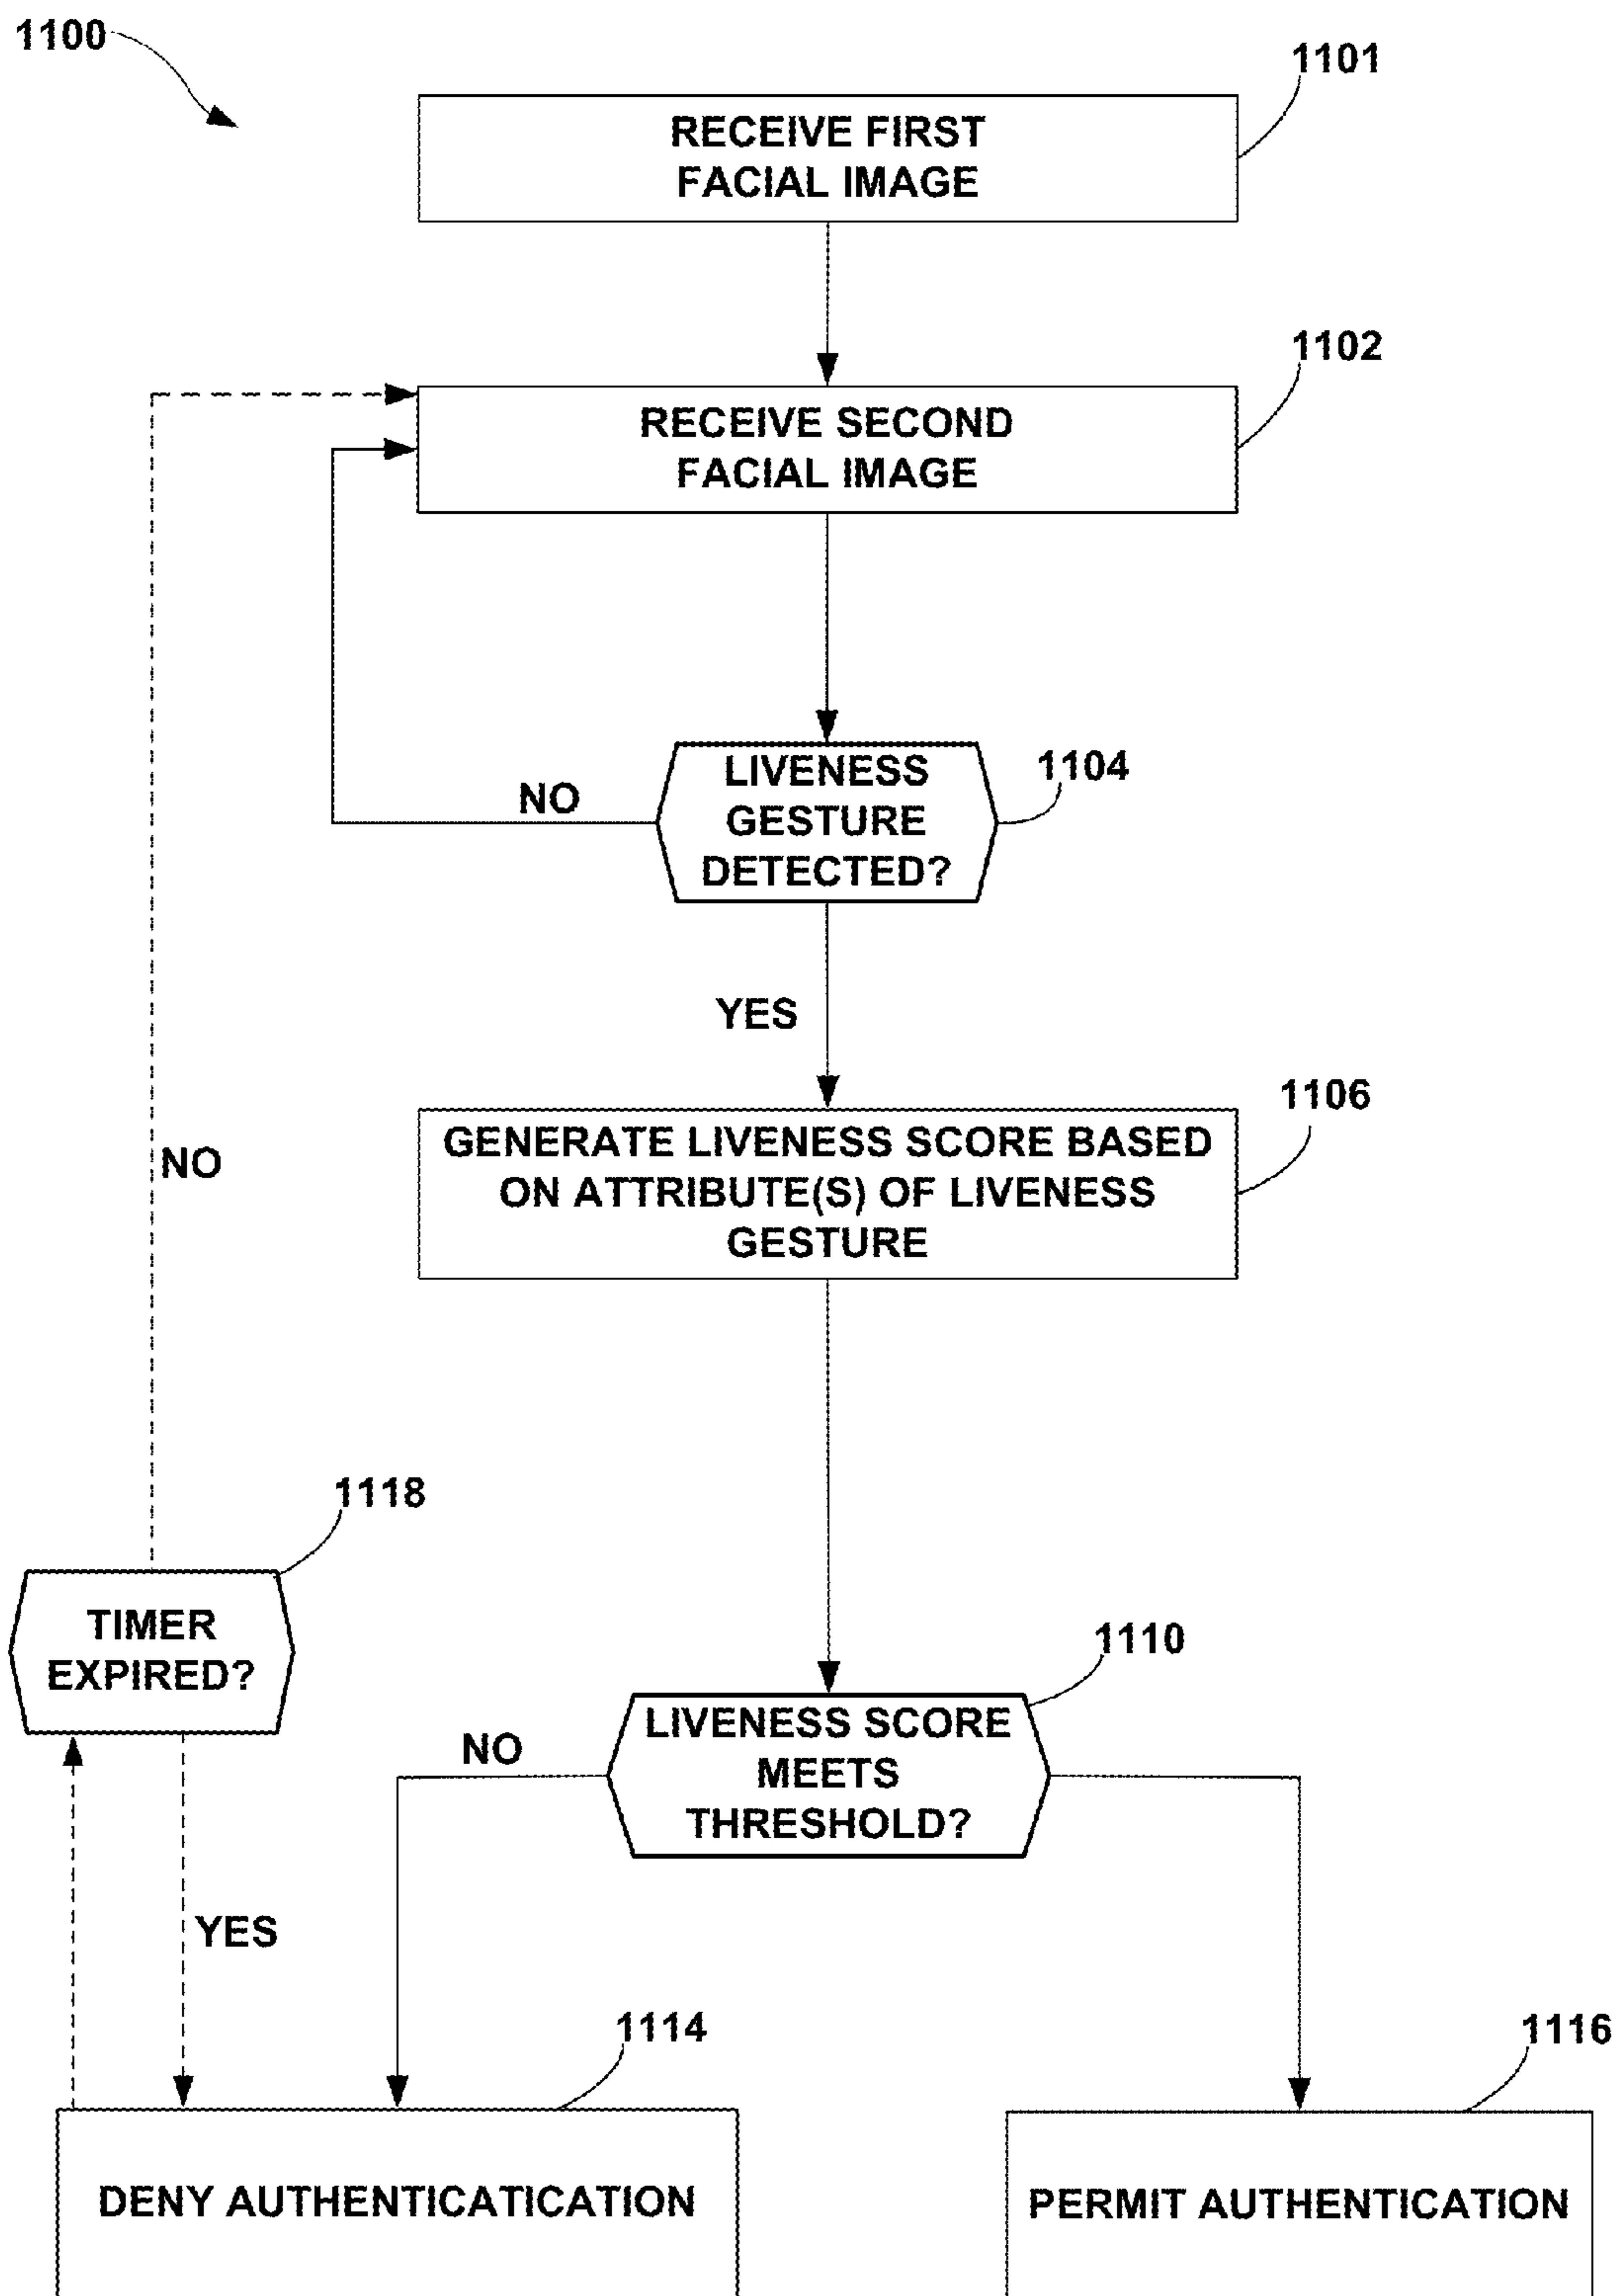 1100
1101
RECEIVE FIRST
FACIAL IMAGE
1102
RECEIVE SECOND
FACIAL IMAGE
1104
LIVENESS
GESTURE
DETECTED?
NO
YES
1106
GENERATE LIVENESS SCORE BASED
ON ATTRIBUTE(S) OF LIVENESS
GESTURE
NO
1118
TIMER
EXPIRED?
1110
LIVENESS SCORE
MEETS
THRESHOLD?
NO
YES
1114
1116
DENY AUTHENTICATICATION
PERMIT AUTHENTICATION